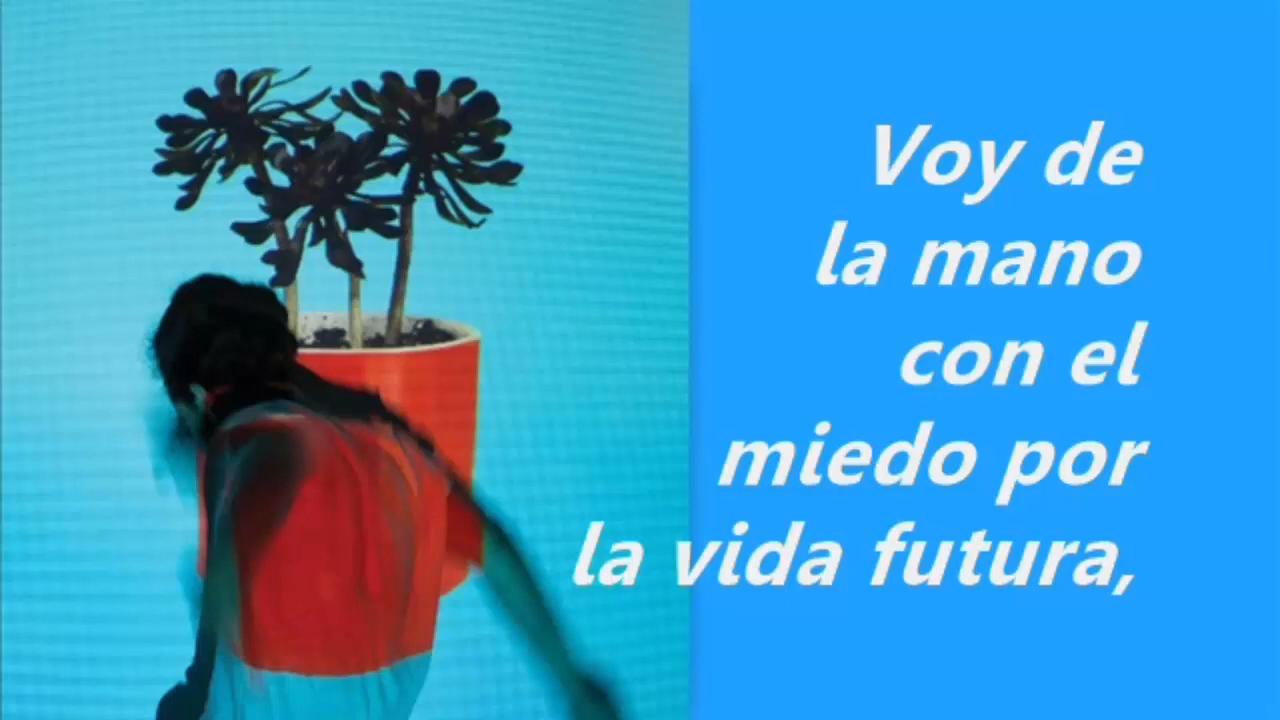 Voy de
la mano
con el
miedo por
la vida futura,